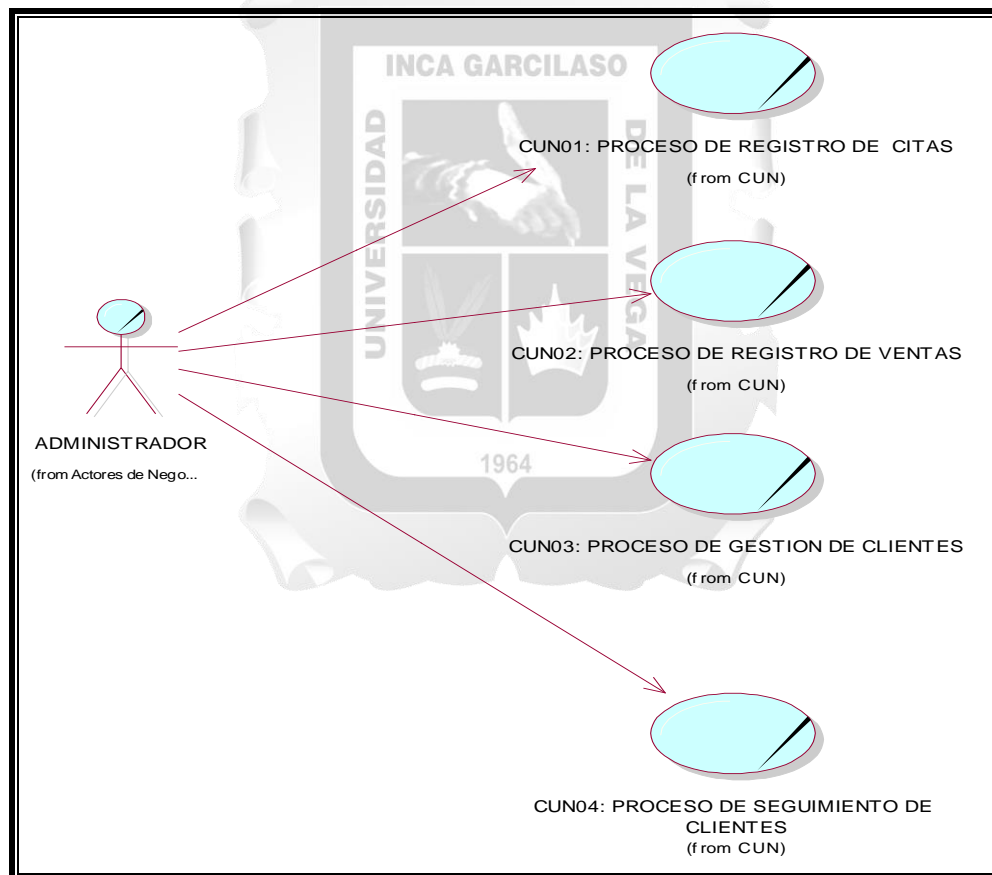 INCA GARCILASO
UNIVERSIDAD
DE LA VEGA
1964
CUN01: PROCESO DE REGISTRO DE CITAS
(from CUN)
CUN02: PROCESO DE REGISTRO DE VENTAS
(from CUN)
ADMINISTRADOR
(from Actores de Nego...
CUN03: PROCESO DE GESTION DE CLIENTES
(from CUN)
CUN04: PROCESO DE SEGUIMIENTO DE
CLIENTES
(from CUN)